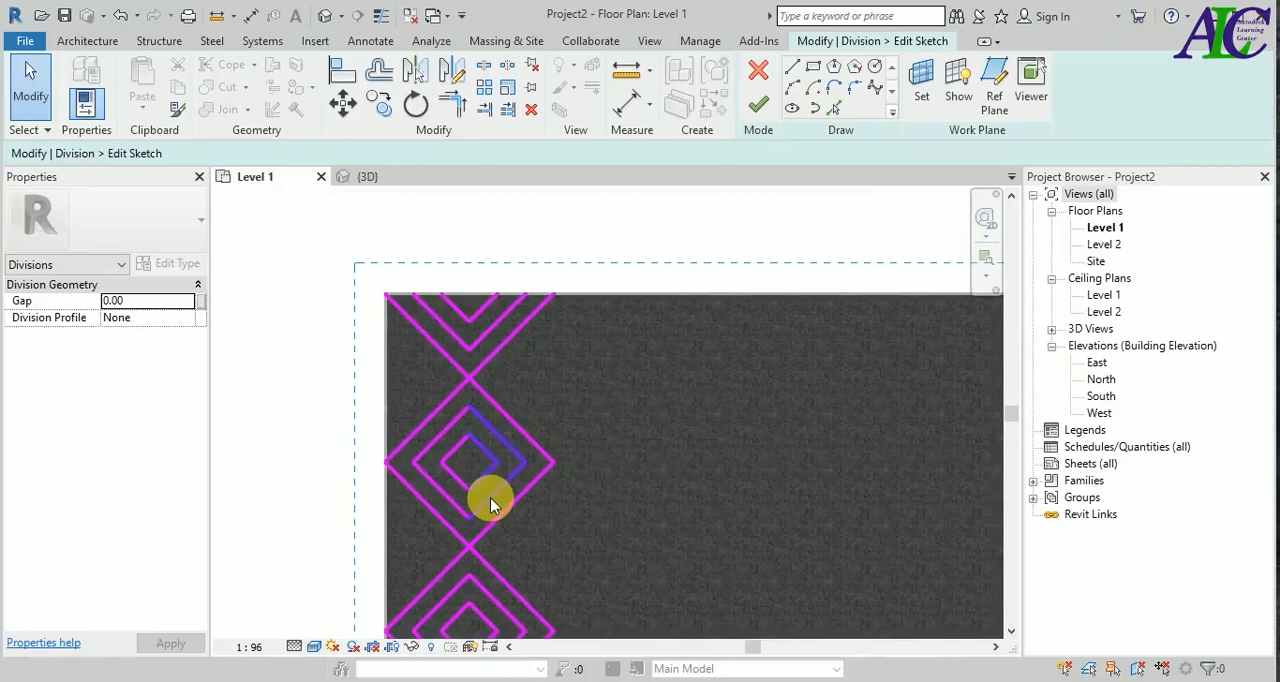 Project2 - Floor Plan: Level 1
Type a keyword or phrase
Sign In
Autodesk
Learning
Center
ALC
File
Architecture
Structure
Steel
Systems
Insert
Annotate
Analyze
Massing & Site
Collaborate
View
Manage
Add-Ins
Modify | Division > Edit Sketch
Modify
Paste
Cope
Cut
Join
Set
Show
Ref
Plane
Viewer
Select
Properties
Clipboard
Geometry
Modify
View
Measure
Create
Mode
Draw
Work Plane
Modify | Division > Edit Sketch
Properties
Divisions
Edit Type
Division Geometry
Gap
0.00
Division Profile
None
Properties help
Apply
Level 1
{3D}
2D
Project Browser - Project2
Views (all)
Floor Plans
Level 1
Level 2
Site
Ceiling Plans
Level 1
Level 2
3D Views
Elevations (Building Elevation)
East
North
South
West
Legends
Schedules/Quantities (all)
Sheets (all)
Families
Groups
Revit Links
1 : 96
:0
Main Model
:0